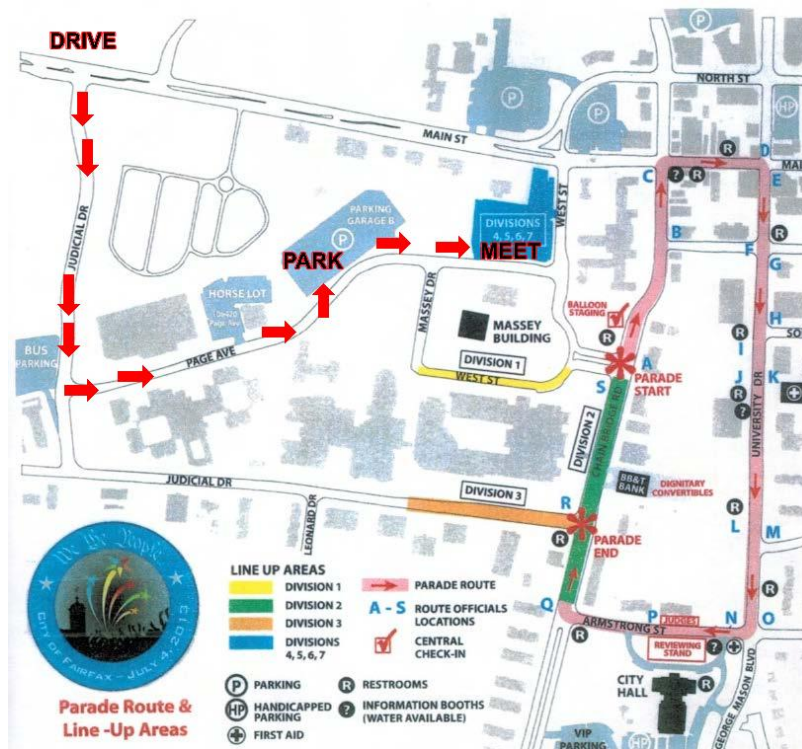 DRIVE
P
NORTH ST
P
HP
MAIN ST
R
D
MAI
C
?
R
E
WEST ST
JUDICIAL DR
PARKING
GARAGE B
P
DIVISIONS
4, 5, 6, 7
MEET
PARK
B
F
R
G
HORSE LOT
MASSEY DR
BALLOON
STAGING
R
H
SO
MASSEY
BUILDING
BUS
PARKING
PAGE AVE
DIVISION 1
WEST ST
S
A
PARADE
START
R
I
J
K
R
?
UNIVERSITY DR
DIVISION 2
CHAIN BRIDGE RD
JUDICIAL DR
DIVISION 3
LEONARD DR
R
BB&T
BANK
DIGNITARY
CONVERTIBLES
R
L
M
R
PARADE
END
We the People
CITY OF FAIRFAX – JULY 4, 2013
Parade Route &
Line -Up Areas
LINE UP AREAS
DIVISION 1
DIVISION 2
DIVISION 3
DIVISIONS
4, 5, 6, 7
PARADE ROUTE
A - S ROUTE OFFICIALS
LOCATIONS
CENTRAL
CHECK-IN
P PARKING
HP HANDICAPPED
PARKING
FIRST AID
R RESTROOMS
? INFORMATION BOOTHS
(WATER AVAILABLE)
Q
R
ARMSTRONG ST
P
JUDGES
N
O
R
REVIEWING
STAND
?
CITY
HALL
R
GEORGE MASON BLVD
VIP
PARKING
HP